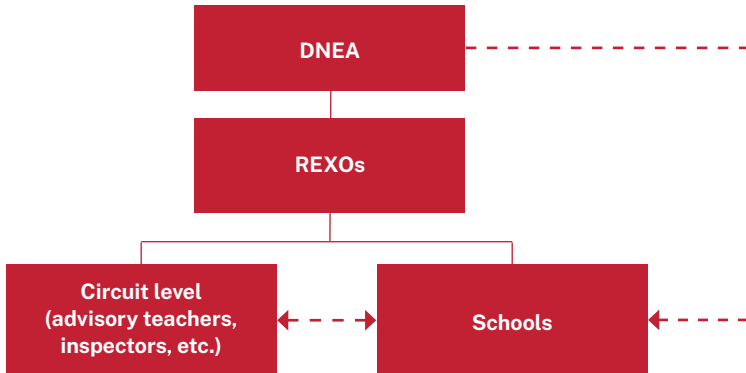 DNEA
REXOs
Circuit level
(advisory teachers,
inspectors, etc.)
Schools